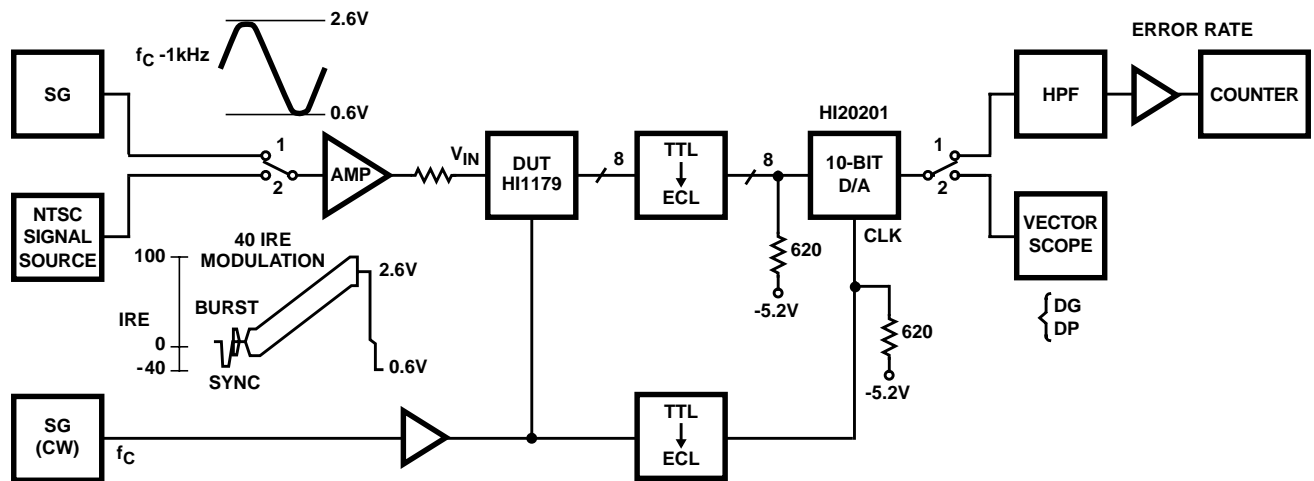 2.6V
f_C -1kHz
0.6V
ERROR RATE
SG
HPF
COUNTER
HI20201
1
2
AMP
V_IN
DUT
HI1179
8
TTL
ECL
8
10-BIT
D/A
1
2
NTSC
SIGNAL
SOURCE
VECTOR
SCOPE
CLK
620
-5.2V
620
-5.2V
DG
DP
40 IRE
MODULATION
100
2.6V
BURST
IRE
0
-40
0.6V
SYNC
SG
(CW)
f_C
TTL
ECL